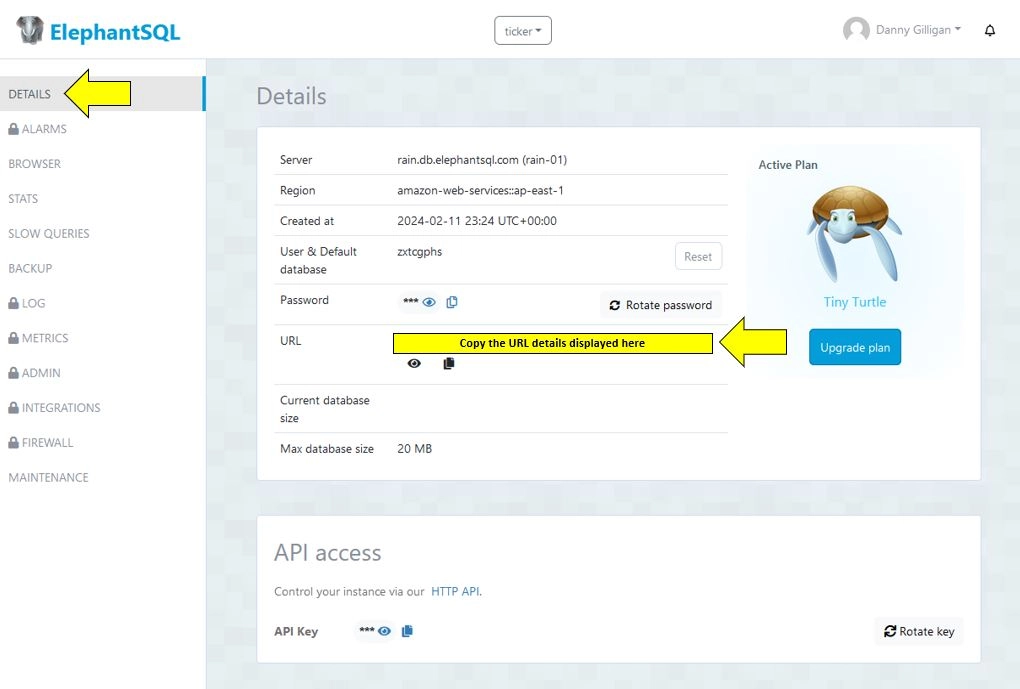 ElephantSQL
ticker
Danny Gilligan
DETAILS
ALARMS
BROWSER
STATS
SLOW QUERIES
BACKUP
LOG
METRICS
ADMIN
INTEGRATIONS
FIREWALL
MAINTENANCE
Details
Server rain.db.elephantsql.com (rain-01)
Region amazon-web-services::ap-east-1
Created at 2024-02-11 23:24 UTC+00:00
User & Default database zxtcgphs Reset
Password *** Rotate password
URL Copy the URL details displayed here
Current database size
Max database size 20 MB
Active Plan
Tiny Turtle
Upgrade plan
API access
Control your instance via our HTTP API.
API Key *** Rotate key